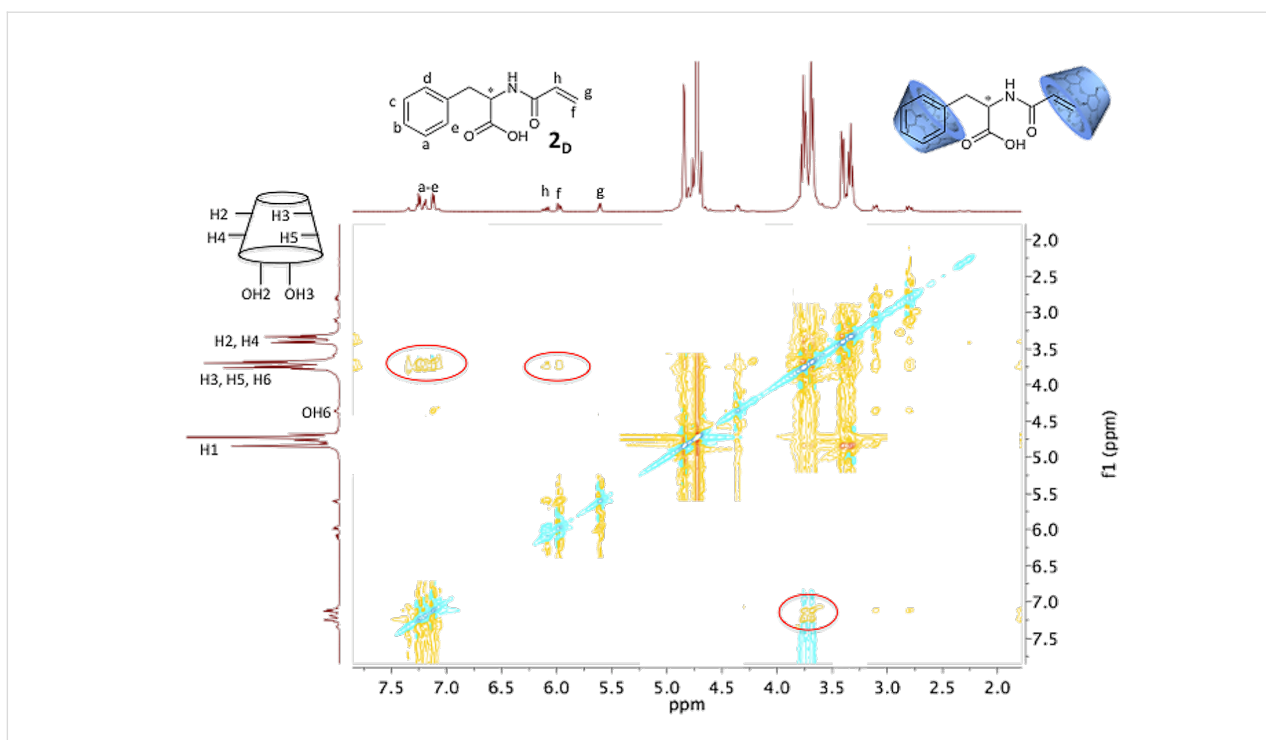 d
H
h
c
N
g
*
f
b
e
O
O
OH
a
2D
H
N
*
O
O
OH
a-e
h f
g
H2
H3
H4
H5
OH2 OH3
H2, H4
H3, H5, H6
OH6
H1
2.0
2.5
3.0
3.5
4.0
4.5
5.0
5.5
6.0
6.5
7.0
7.5
f1 (ppm)
7.5 7.0 6.5 6.0 5.5 5.0 4.5 4.0 3.5 3.0 2.5 2.0
ppm